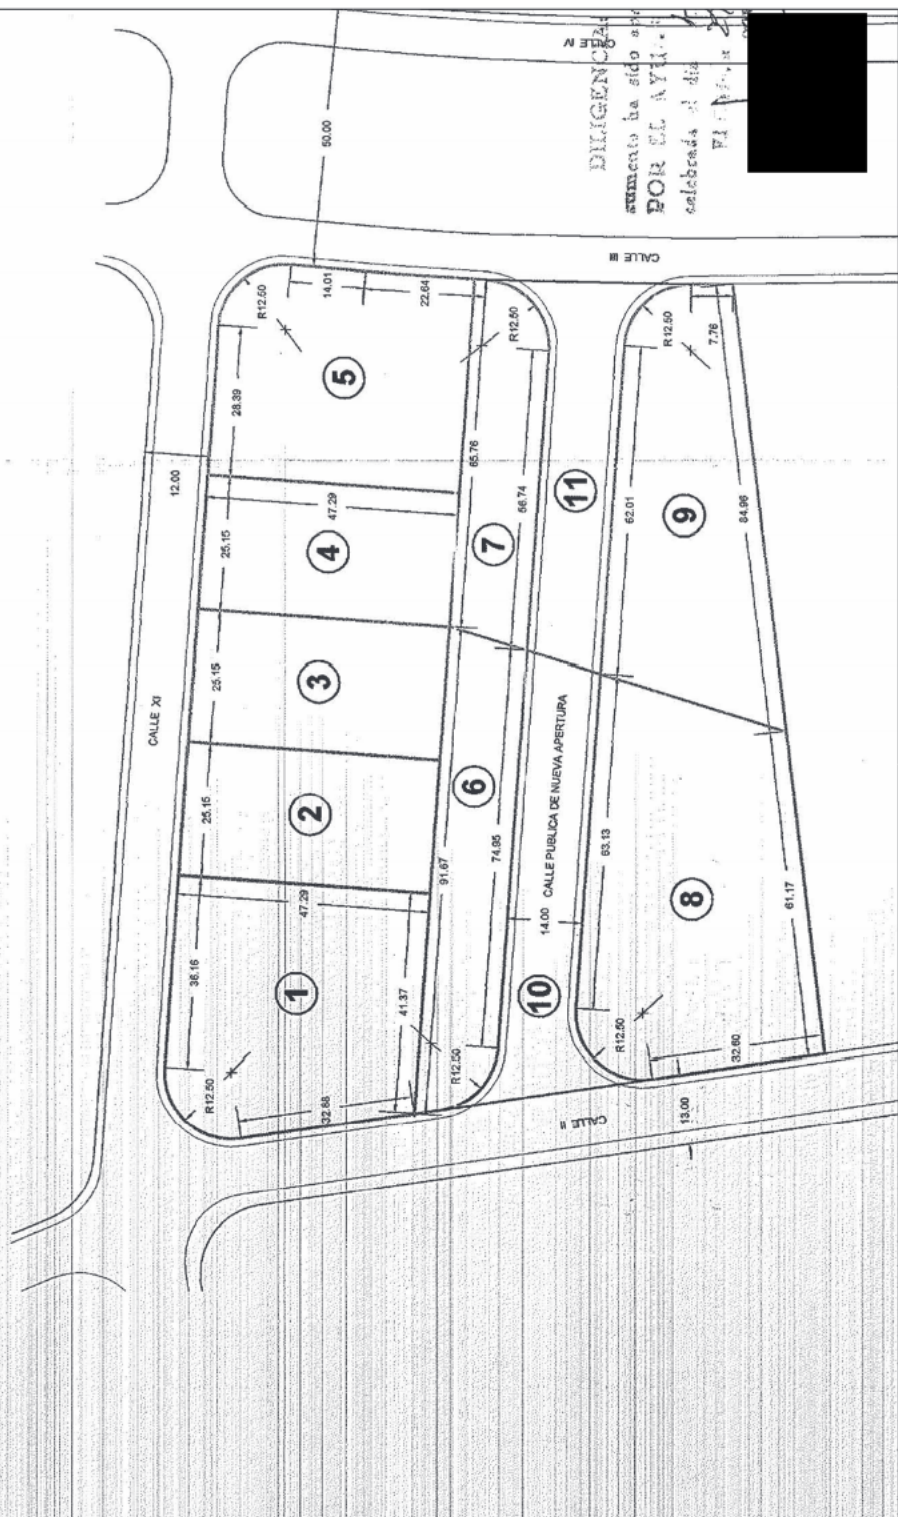 CALLE IV
DILIGENCIA
ha sido
POR EL
celebrada el día
50.00
CALLE III
R12.50
14.01
22.64
R12.50
R12.50
7.76
28.39
5
12.00
47.29
65.76
56.74
11
62.01
9
84.96
25.15
4
7
25.15
3
CALLE XI
CALLE PUBLICA DE NUEVA APERTURA
25.15
2
6
91.67
74.95
63.13
8
61.17
47.29
14.00
36.16
1
41.37
10
R12.50
R12.50
R12.50
32.60
32.88
CALLE II
13.00